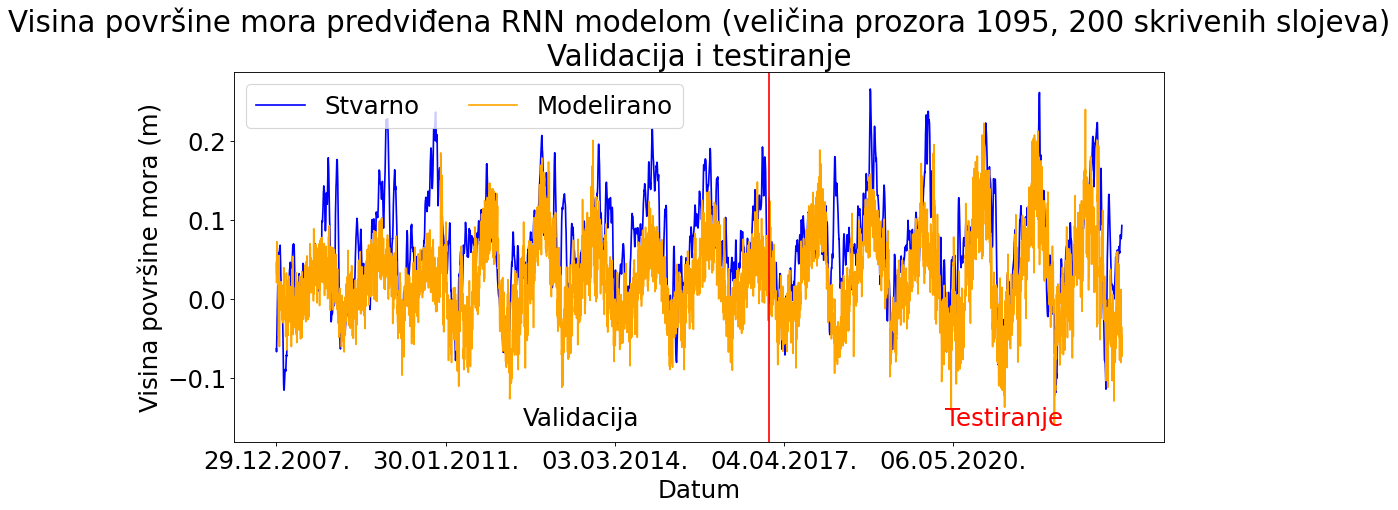 Visina površine mora predviđena RNN modelom (veličina prozora 1095, 200 skrivenih slojeva)
Validacija i testiranje
Stvarno
Modelirano
Visina površine mora (m)
0.2
0.1
0.0
−0.1
Validacija
Testiranje
29.12.2007.
30.01.2011.
03.03.2014.
04.04.2017.
06.05.2020.
Datum